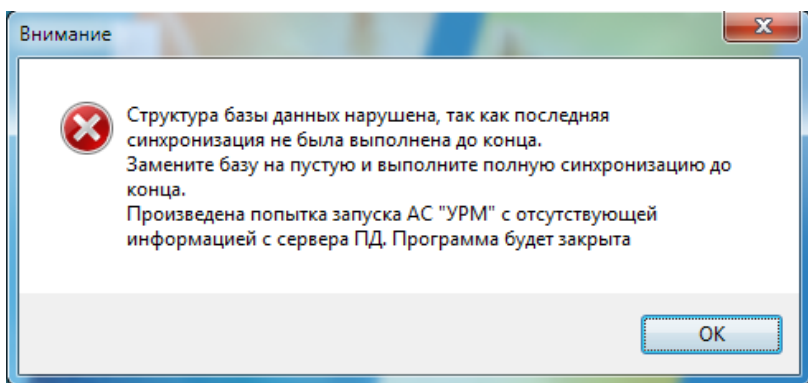 Внимание
Структура базы данных нарушена, так как последняя
синхронизация не была выполнена до конца.
Замените базу на пустую и выполните полную синхронизацию до
конца.
Произведена попытка запуска АС "УРМ" с отсутствующей
информацией с сервера ПД. Программа будет закрыта
ОК